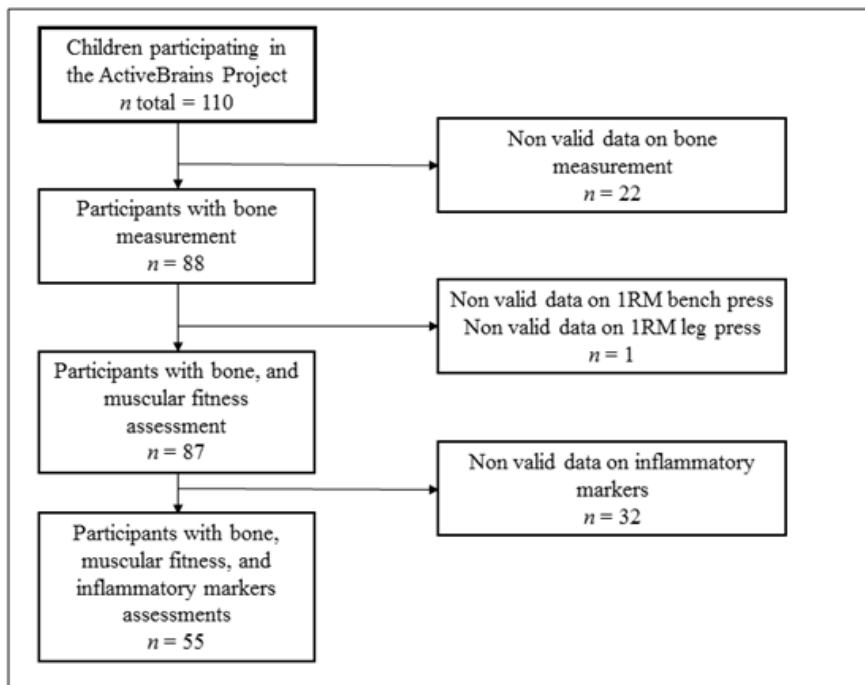 Children participating in
the ActiveBrains Project
n total = 110
Non valid data on bone
measurement
n = 22
Participants with bone
measurement
n = 88
Non valid data on 1RM bench press
Non valid data on 1RM leg press
n = 1
Participants with bone, and
muscular fitness
assessment
n = 87
Non valid data on inflammatory
markers
n = 32
Participants with bone,
muscular fitness, and
inflammatory markers
assessments
n = 55